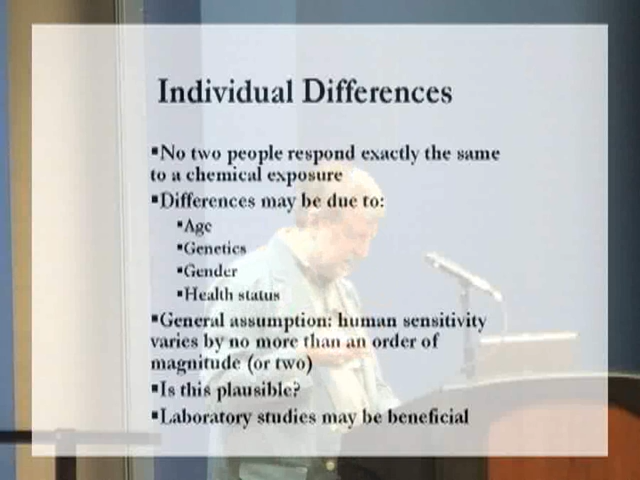 Individual Differences
▪No two people respond exactly the same
to a chemical exposure
▪Differences may be due to:
▪Age
▪Genetics
▪Gender
▪Health status
▪General assumption: human sensitivity
varies by no more than an order of
magnitude (or two)
▪Is this plausible?
▪Laboratory studies may be beneficial